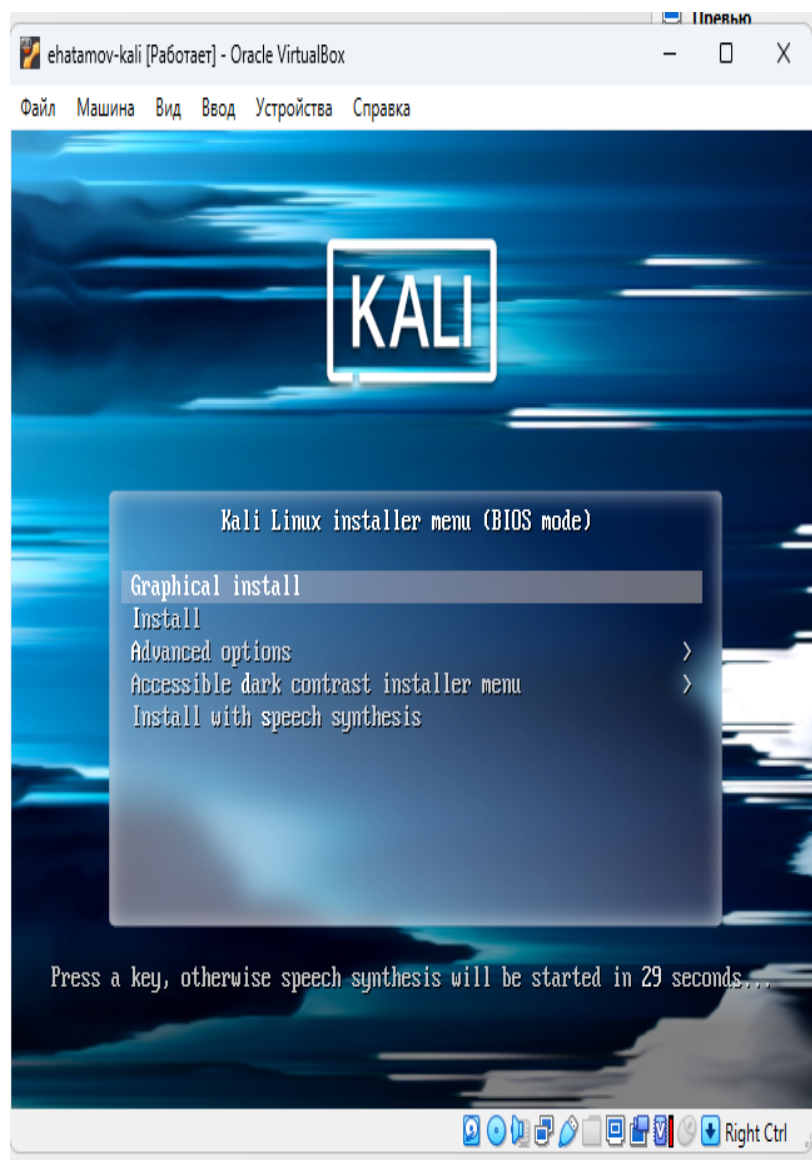 Превью
ehatamov-kali [Работает] - Oracle VirtualBox
Файл Машина Вид Ввод Устройства Справка
KALI
Kali Linux installer menu (BIOS mode)
Graphical install
Install
Advanced options >
Accessible dark contrast installer menu >
Install with speech synthesis
Press a key, otherwise speech synthesis will be started in 29 seconds...
Right Ctrl